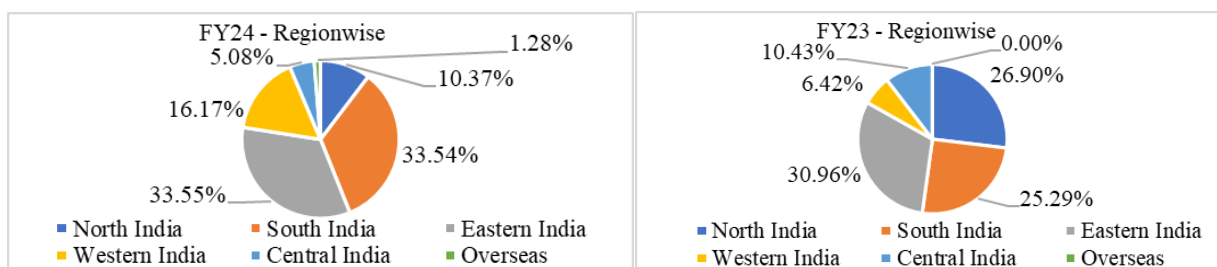 FY24 - Regionwise
5.08%
1.28%
10.37%
16.17%
33.54%
33.55%
North India
South India
Eastern India
Western India
Central India
Overseas
FY23 - Regionwise
10.43%
0.00%
6.42%
26.90%
30.96%
25.29%
North India
South India
Eastern India
Western India
Central India
Overseas